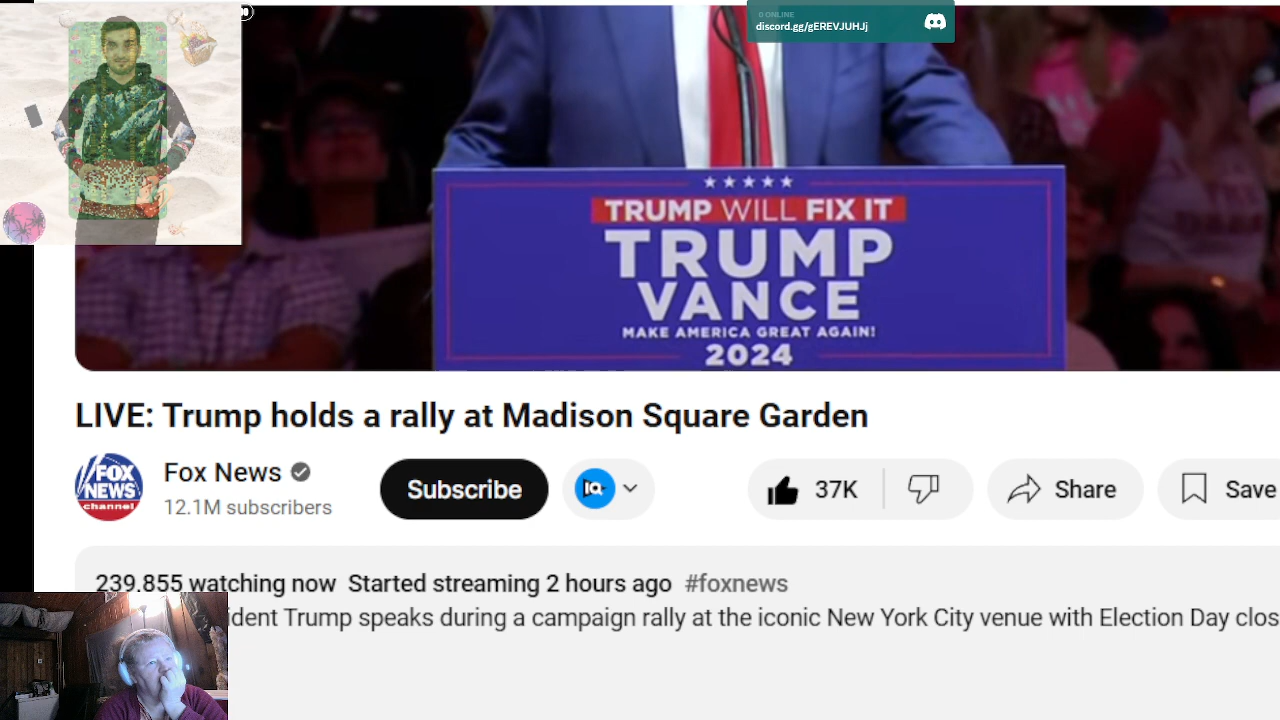 0 ONLINE
discord.gg/gEREVJUHJj
TRUMP WILL FIX IT
TRUMP
VANCE
MAKE AMERICA GREAT AGAIN!
2024
LIVE: Trump holds a rally at Madison Square Garden
FOX
NEWS
channel
Fox News
12.1M subscribers
Subscribe
37K
Share
Save
239,855 watching now Started streaming 2 hours ago #foxnews
ident Trump speaks during a campaign rally at the iconic New York City venue with Election Day clos